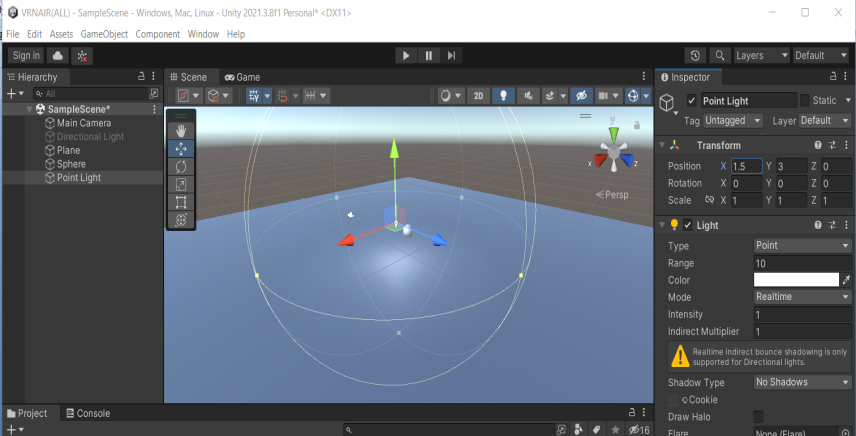 VRNAIR(ALL) - SampleScene - Windows, Mac, Linux - Unity 2021.3.8f1 Personal* <DX11>
File Edit Assets GameObject Component Window Help
Sign in Layers Default
Hierarchy Scene Game Inspector
All 2D Point Light Static
SampleScene* Tag Untagged Layer Default
Main Camera
Directional Light
Plane
Sphere
Point Light
y
x
z
Persp
Transform
Position X 1.5 Y 3 Z 0
Rotation X 0 Y 0 Z 0
Scale X 1 Y 1 Z 1
Light
Type Point
Range 10
Color
Mode Realtime
Intensity 1
Indirect Multiplier 1
Realtime indirect bounce shadowing is only
supported for Directional lights.
Shadow Type No Shadows
Cookie
Draw Halo
Flare None (Flare)
Project Console
16